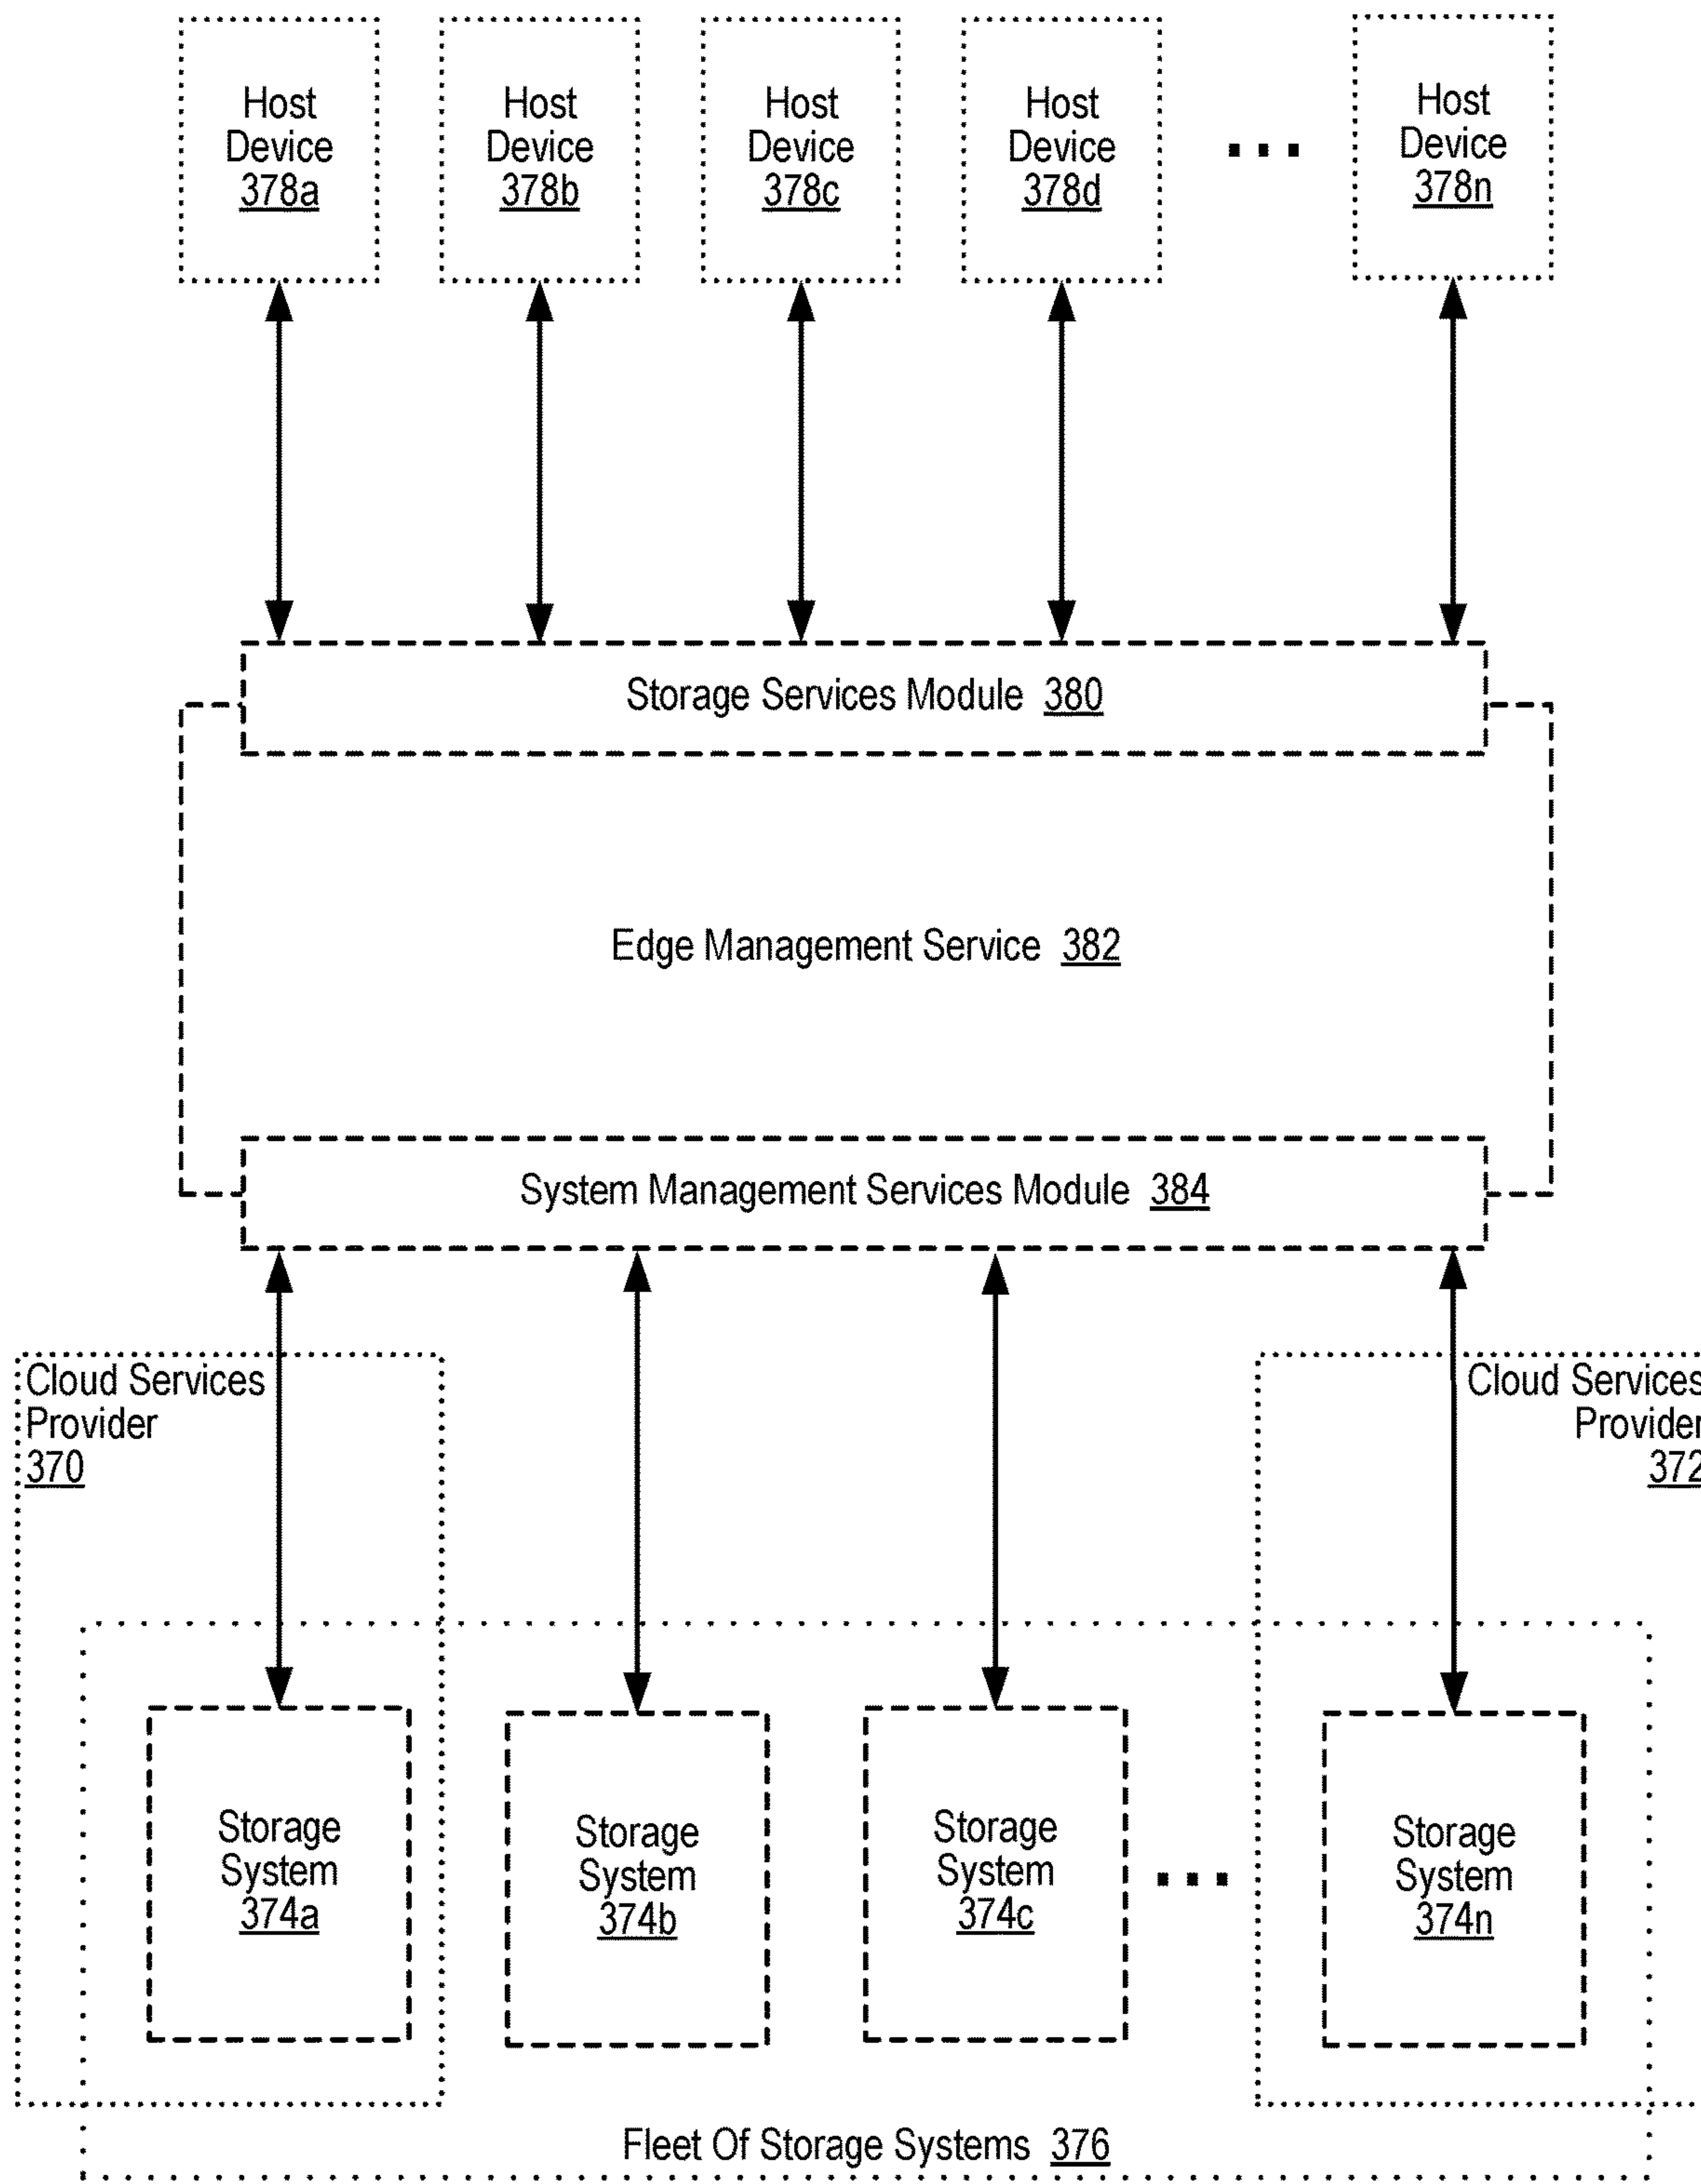 Host
Device
378a
Host
Device
378b
Host
Device
378c
Host
Device
378d
...
Host
Device
378n
Storage Services Module 380
Edge Management Service 382
System Management Services Module 384
Cloud Services
Provider
370
Cloud Services
Provider
372
Storage
System
374a
Storage
System
374b
Storage
System
374c
...
Storage
System
374n
Fleet Of Storage Systems 376